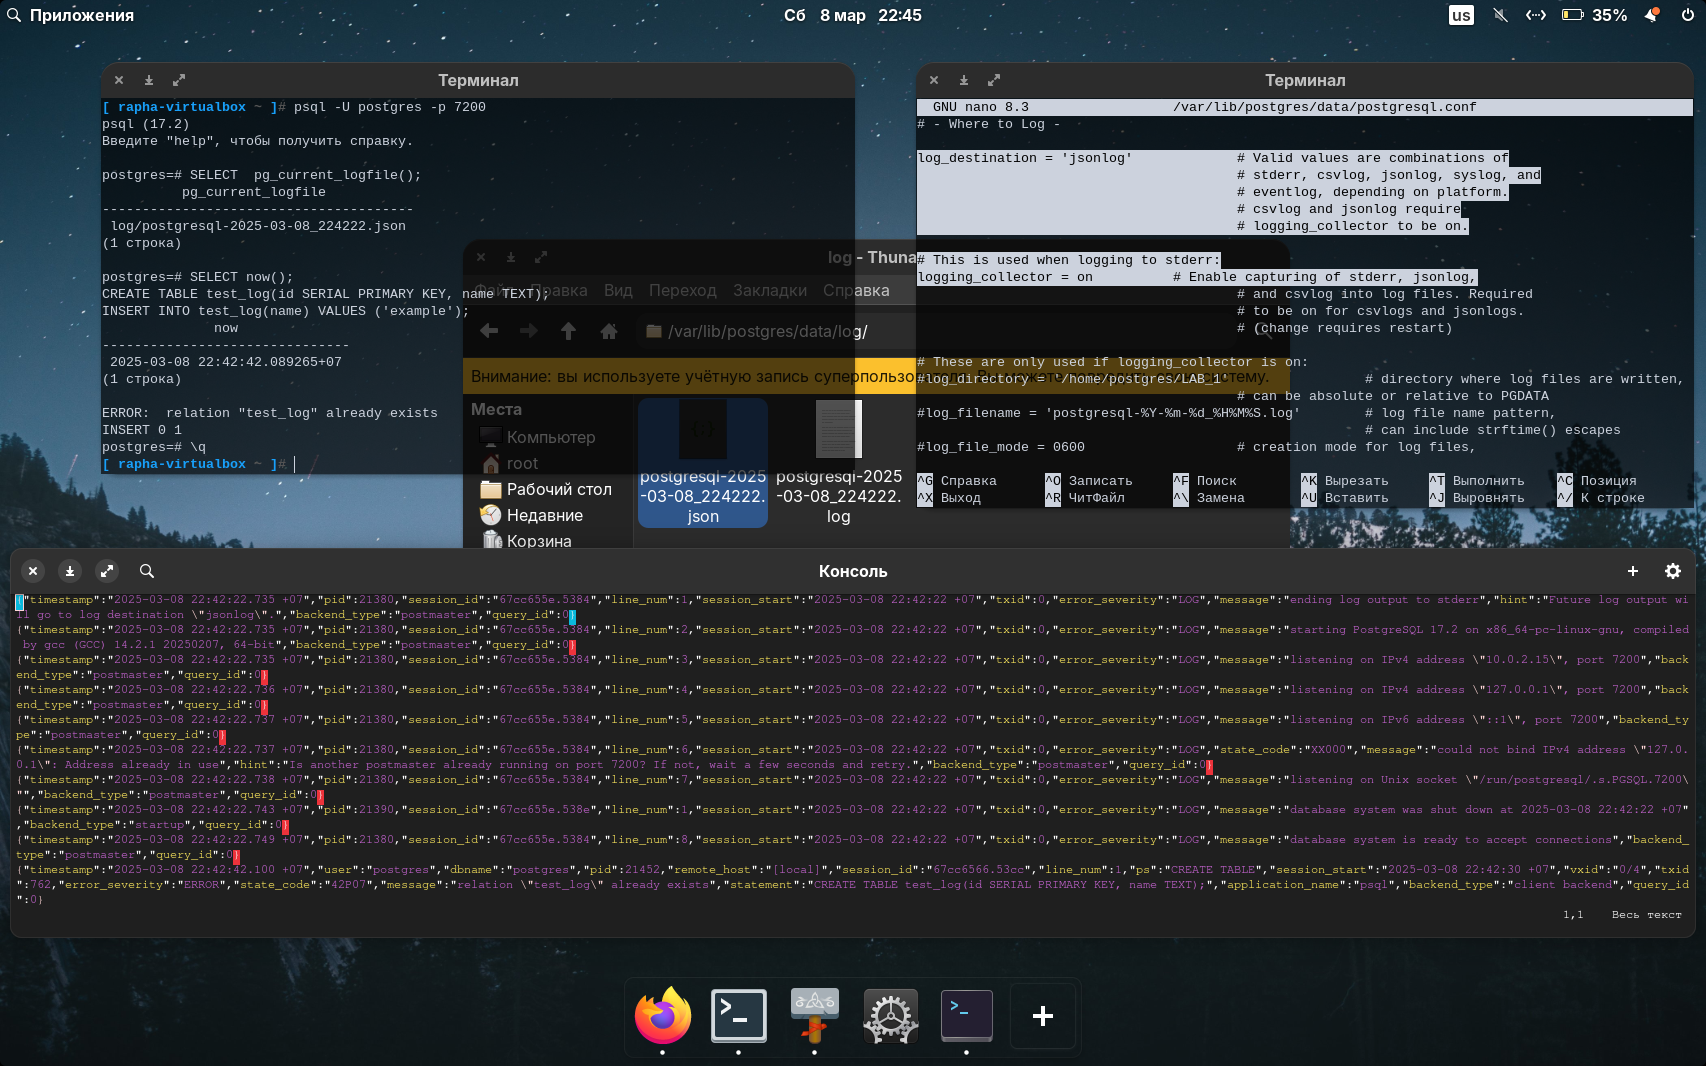 Приложения
Сб 8 мар 22:45
us
35%
Терминал
[ rapha-virtualbox ~ ]# psql -U postgres -p 7200
psql (17.2)
Введите "help", чтобы получить справку.
postgres=# SELECT  pg_current_logfile();
pg_current_logfile
---------------------------------------
log/postgresql-2025-03-08_224222.json
(1 строка)
postgres=# SELECT now();
CREATE TABLE test_log(id SERIAL PRIMARY KEY, name TEXT);
INSERT INTO test_log(name) VALUES ('example');
now
-------------------------------
2025-03-08 22:42:42.089265+07
(1 строка)
ERROR:  relation "test_log" already exists
INSERT 0 1
postgres=# \q
[ rapha-virtualbox ~ ]#
Терминал
GNU nano 8.3 /var/lib/postgres/data/postgresql.conf
# - Where to Log -
log_destination = 'jsonlog' # Valid values are combinations of
# stderr, csvlog, jsonlog, syslog, and
# eventlog, depending on platform.
# csvlog and jsonlog require
# logging_collector to be on.
# This is used when logging to stderr:
logging_collector = on # Enable capturing of stderr, jsonlog,
# and csvlog into log files. Required
# to be on for csvlogs and jsonlogs.
# (change requires restart)
# These are only used if logging_collector is on:
#log_directory = '/home/postgres/LAB_1' # directory where log files are written,
# can be absolute or relative to PGDATA
#log_filename = 'postgresql-%Y-%m-%d_%H%M%S.log' # log file name pattern,
# can include strftime() escapes
#log_file_mode = 0600 # creation mode for log files,
^G Справка ^O Записать ^F Поиск ^K Вырезать ^T Выполнить ^C Позиция
^X Выход ^R ЧитФайл ^\ Замена ^U Вставить ^J Выровнять ^/ К строке
log - Thuna
Файл Правка Вид Переход Закладки Справка
/var/lib/postgres/data/log/
Внимание: вы используете учётную запись суперпользо
систему.
Места
Компьютер
root
Рабочий стол
Недавние
Корзина
postgresql-2025
-03-08_224222.
json
postgresql-2025
-03-08_224222.
log
Консоль
{"timestamp":"2025-03-08 22:42:22.735 +07","pid":21380,"session_id":"67cc655e.5384","line_num":1,"session_start":"2025-03-08 22:42:22 +07","txid":0,"error_severity":"LOG","message":"ending log output to stderr","hint":"Future log output wi
ll go to log destination \"jsonlog\".","backend_type":"postmaster","query_id":0}
{"timestamp":"2025-03-08 22:42:22.735 +07","pid":21380,"session_id":"67cc655e.5384","line_num":2,"session_start":"2025-03-08 22:42:22 +07","txid":0,"error_severity":"LOG","message":"starting PostgreSQL 17.2 on x86_64-pc-linux-gnu, compiled
by gcc (GCC) 14.2.1 20250207, 64-bit","backend_type":"postmaster","query_id":0}
{"timestamp":"2025-03-08 22:42:22.735 +07","pid":21380,"session_id":"67cc655e.5384","line_num":3,"session_start":"2025-03-08 22:42:22 +07","txid":0,"error_severity":"LOG","message":"listening on IPv4 address \"10.0.2.15\", port 7200","back
end_type":"postmaster","query_id":0}
{"timestamp":"2025-03-08 22:42:22.736 +07","pid":21380,"session_id":"67cc655e.5384","line_num":4,"session_start":"2025-03-08 22:42:22 +07","txid":0,"error_severity":"LOG","message":"listening on IPv4 address \"127.0.0.1\", port 7200","back
end_type":"postmaster","query_id":0}
{"timestamp":"2025-03-08 22:42:22.737 +07","pid":21380,"session_id":"67cc655e.5384","line_num":5,"session_start":"2025-03-08 22:42:22 +07","txid":0,"error_severity":"LOG","message":"listening on IPv6 address \"::1\", port 7200","backend_ty
pe":"postmaster","query_id":0}
{"timestamp":"2025-03-08 22:42:22.737 +07","pid":21380,"session_id":"67cc655e.5384","line_num":6,"session_start":"2025-03-08 22:42:22 +07","txid":0,"error_severity":"LOG","state_code":"XX000","message":"could not bind IPv4 address \"127.0.
0.1\": Address already in use","hint":"Is another postmaster already running on port 7200? If not, wait a few seconds and retry.","backend_type":"postmaster","query_id":0}
{"timestamp":"2025-03-08 22:42:22.738 +07","pid":21380,"session_id":"67cc655e.5384","line_num":7,"session_start":"2025-03-08 22:42:22 +07","txid":0,"error_severity":"LOG","message":"listening on Unix socket \"/run/postgresql/.s.PGSQL.7200\
"","backend_type":"postmaster","query_id":0}
{"timestamp":"2025-03-08 22:42:22.743 +07","pid":21390,"session_id":"67cc655e.538e","line_num":1,"session_start":"2025-03-08 22:42:22 +07","txid":0,"error_severity":"LOG","message":"database system was shut down at 2025-03-08 22:42:22 +07"
,"backend_type":"startup","query_id":0}
{"timestamp":"2025-03-08 22:42:22.749 +07","pid":21380,"session_id":"67cc655e.5384","line_num":8,"session_start":"2025-03-08 22:42:22 +07","txid":0,"error_severity":"LOG","message":"database system is ready to accept connections","backend_
type":"postmaster","query_id":0}
{"timestamp":"2025-03-08 22:42:42.100 +07","user":"postgres","dbname":"postgres","pid":21452,"remote_host":"[local]","session_id":"67cc6566.53cc","line_num":1,"ps":"CREATE TABLE","session_start":"2025-03-08 22:42:30 +07","vxid":"0/4","txid
":762,"error_severity":"ERROR","state_code":"42P07","message":"relation \"test_log\" already exists","statement":"CREATE TABLE test_log(id SERIAL PRIMARY KEY, name TEXT);","application_name":"psql","backend_type":"client backend","query_id
":0}
1,1 Весь текст